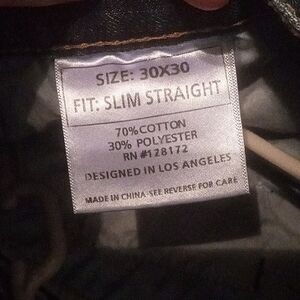 SIZE: 30X30
FIT: SLIM STRAIGHT
70% COTTON
30% POLYESTER
RN #128172
DESIGNED IN LOS ANGELES
MADE IN CHINA SEE REVERSE FOR CARE